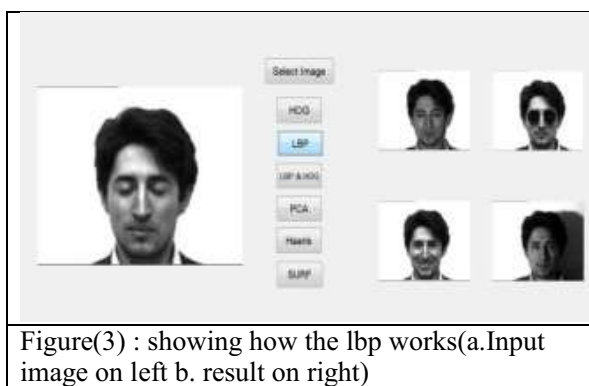 Select Image
HOG
LBP
LBP & HOG
PCA
Haaris
SURF
Figure(3) : showing how the lbp works(a.Input
image on left b. result on right)